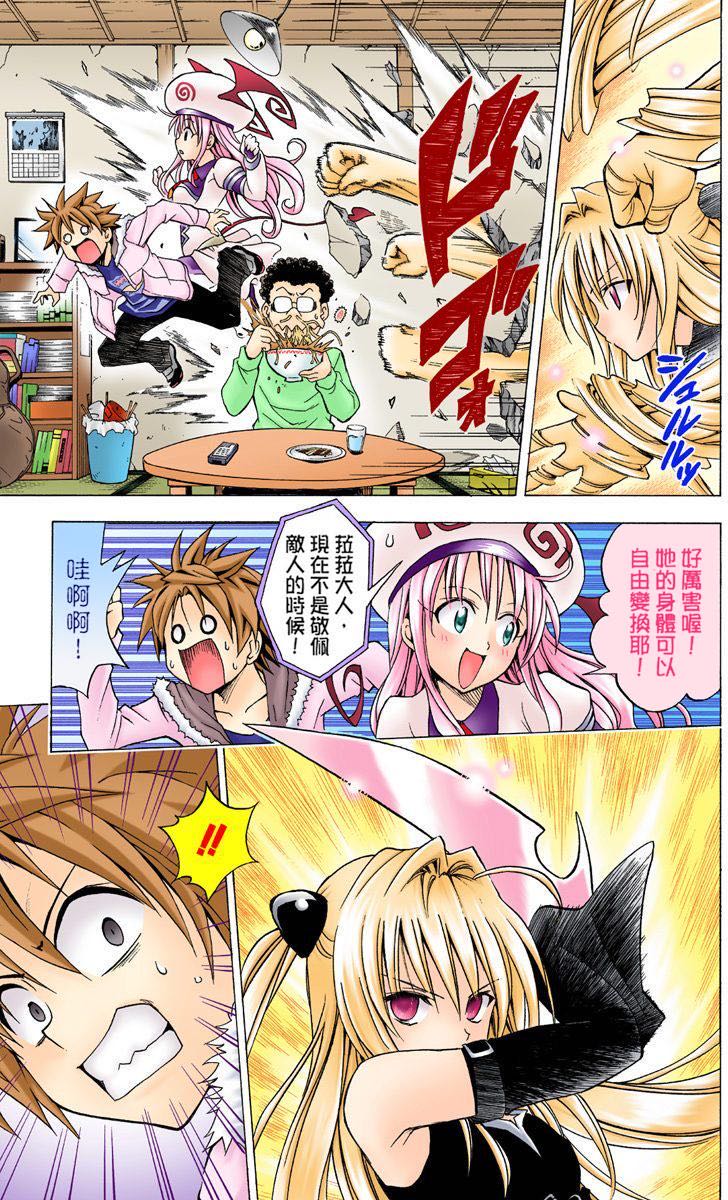 シュルルルッ
ドゴォ
好厲害喔！
她的身體可以
自由變換耶！
菈菈大人，
現在不是敬佩
敵人的時候！
哇啊啊！
!!